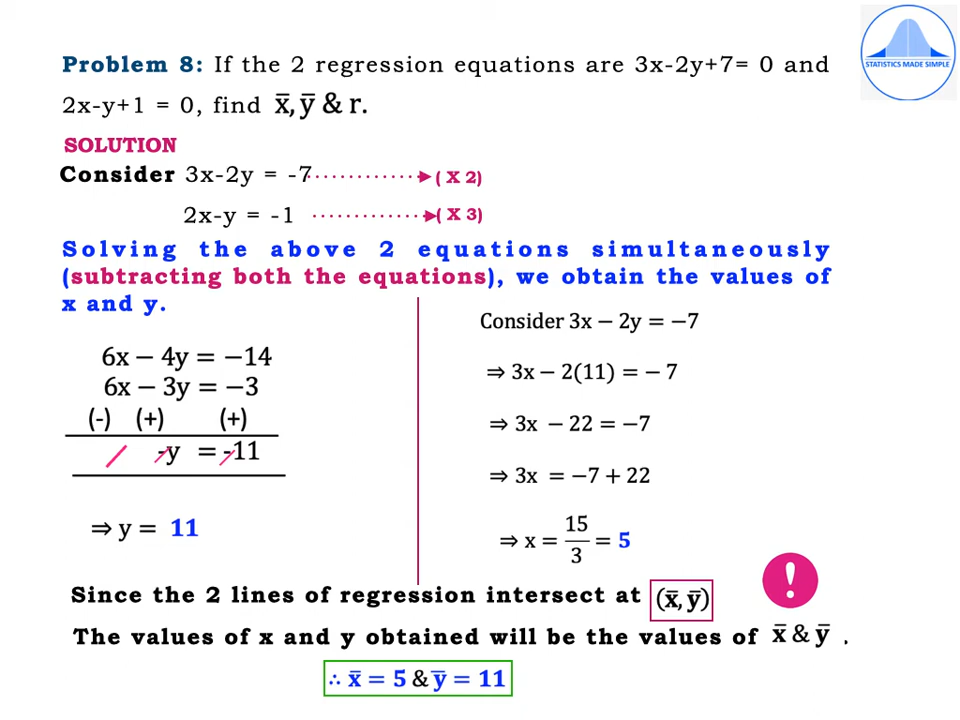 STATISTICS MADE SIMPLE
Problem 8: If the 2 regression equations are 3x-2y+7= 0 and
2x-y+1 = 0, find x̄, ȳ & r.
SOLUTION
Consider 3x-2y = -7 ( X 2)
2x-y = -1 ( X 3)
Solving the above 2 equations simultaneously
(subtracting both the equations), we obtain the values of
x and y.
6x − 4y = −14
6x − 3y = −3
(-) (+) (+)
-y = -11
⇒ y = 11
Consider 3x − 2y = −7
⇒ 3x − 2(11) = − 7
⇒ 3x − 22 = −7
⇒ 3x = −7 + 22
⇒ x = 15/3 = 5
!
Since the 2 lines of regression intersect at (x̄, ȳ)
The values of x and y obtained will be the values of x̄ & ȳ .
∴ x̄ = 5 & ȳ = 11